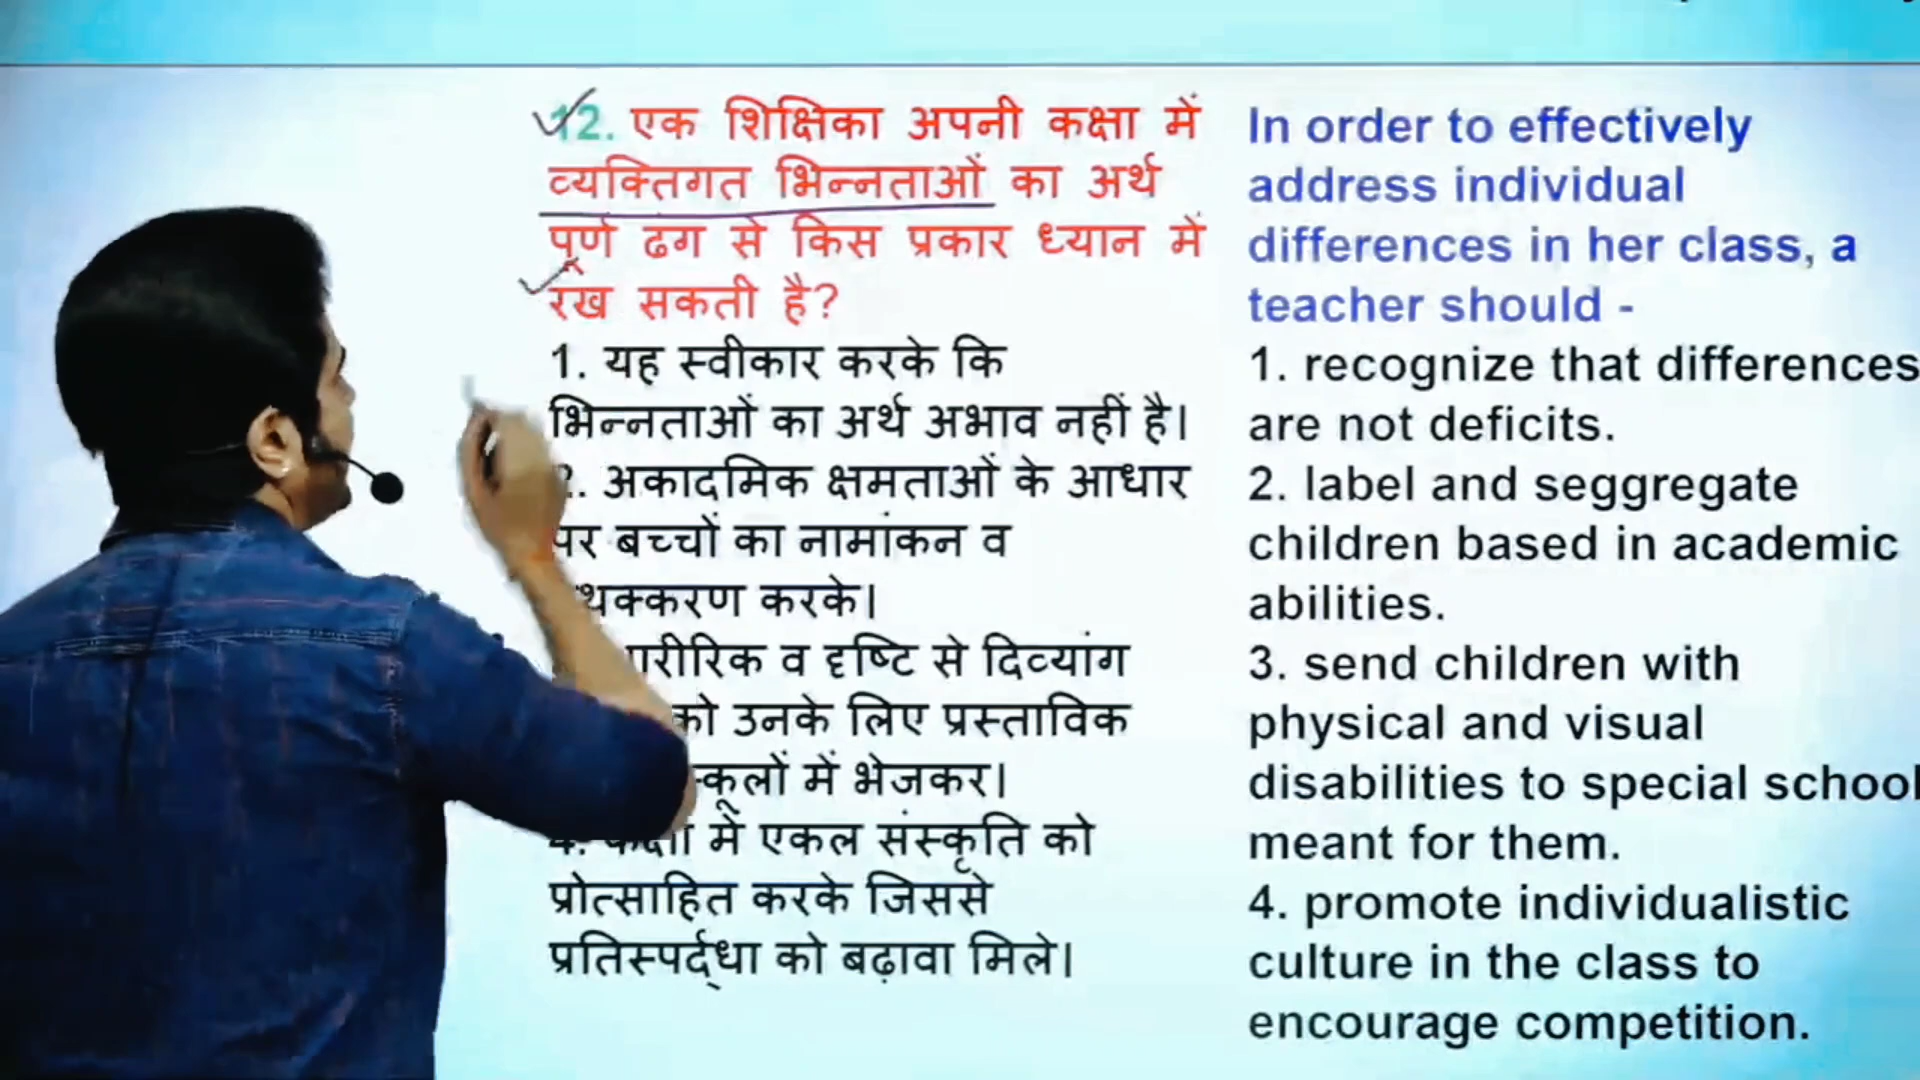 12. एक शिक्षिका अपनी कक्षा में
व्यक्तिगत भिन्नताओं का अर्थ
पूर्ण ढंग से किस प्रकार ध्यान में
रख सकती है?
1. यह स्वीकार करके कि
भिन्नताओं का अर्थ अभाव नहीं है।
अकादमिक क्षमताओं के आधार
पर बच्चों का नामांकन व
करके।
व दृष्टि से दिव्यांग
को उनके लिए प्रस्ताविक
में भेजकर।
4. कक्षा में एकल संस्कृति को
प्रोत्साहित करके जिससे
प्रतिस्पर्द्धा को बढ़ावा मिले।
In order to effectively
address individual
differences in her class, a
teacher should -
1. recognize that differences
are not deficits.
2. label and seggregate
children based in academic
abilities.
3. send children with
physical and visual
disabilities to special school
meant for them.
4. promote individualistic
culture in the class to
encourage competition.